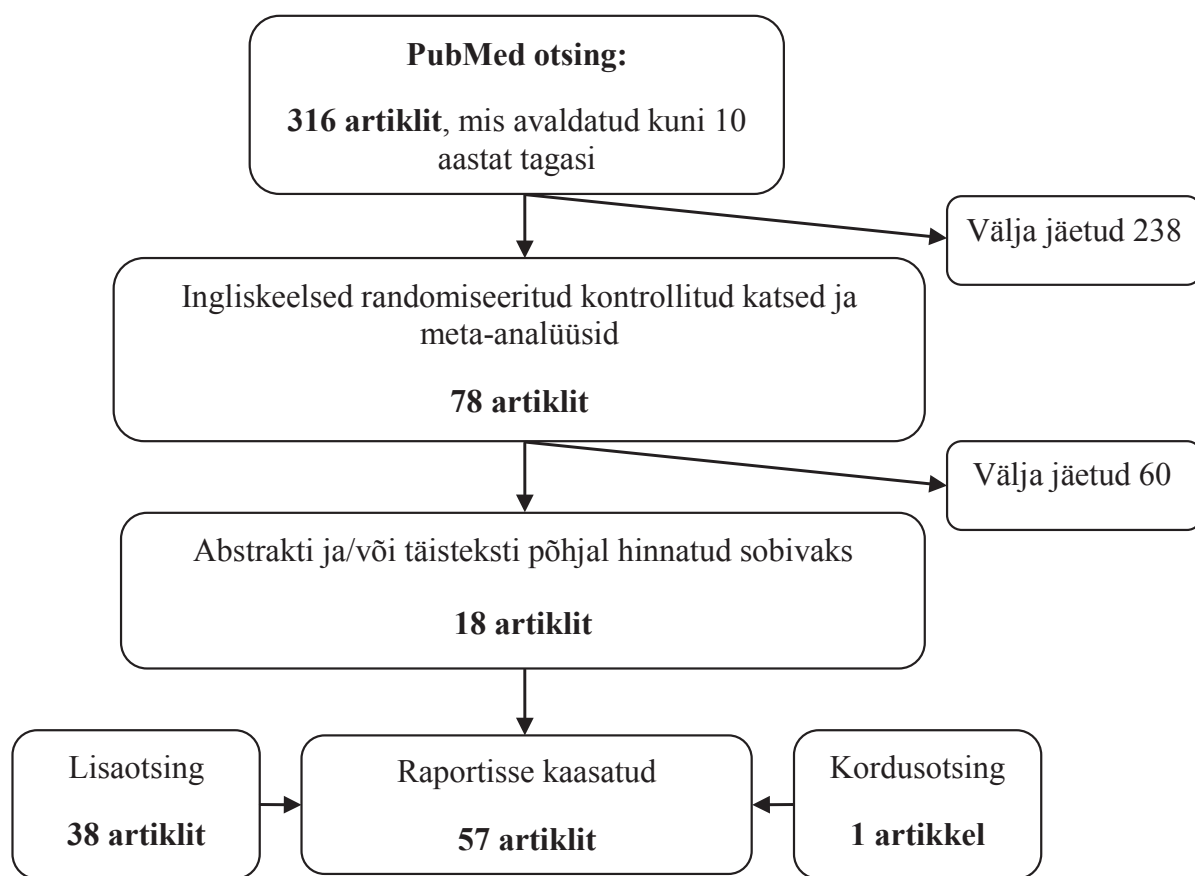 PubMed otsing:
316 artiklit, mis avaldatud kuni 10
aastat tagasi
Välja jäetud 238
Ingliskeelsed randomiseeritud kontrollitud katsed ja
meta-analüüsid
78 artiklit
Välja jäetud 60
Abstrakti ja/või täisteksti põhjal hinnatud sobivaks
18 artiklit
Lisaotsing
38 artiklit
Raportisse kaasatud
57 artiklit
Kordusotsing
1 artikkel